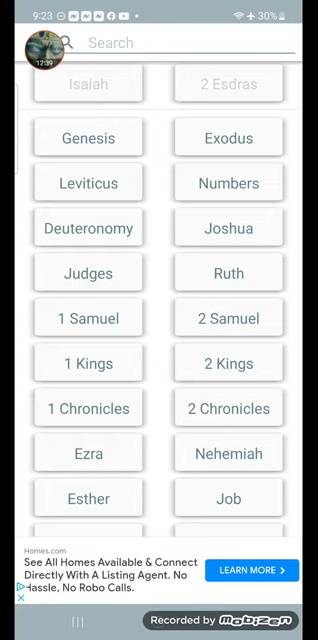 9:23
30%
Search
12:39
Isaiah
2 Esdras
Genesis
Exodus
Leviticus
Numbers
Deuteronomy
Joshua
Judges
Ruth
1 Samuel
2 Samuel
1 Kings
2 Kings
1 Chronicles
2 Chronicles
Ezra
Nehemiah
Esther
Job
Homes.com
See All Homes Available & Connect
Directly With A Listing Agent. No
Hassle, No Robo Calls.
LEARN MORE
Recorded by Mobizen